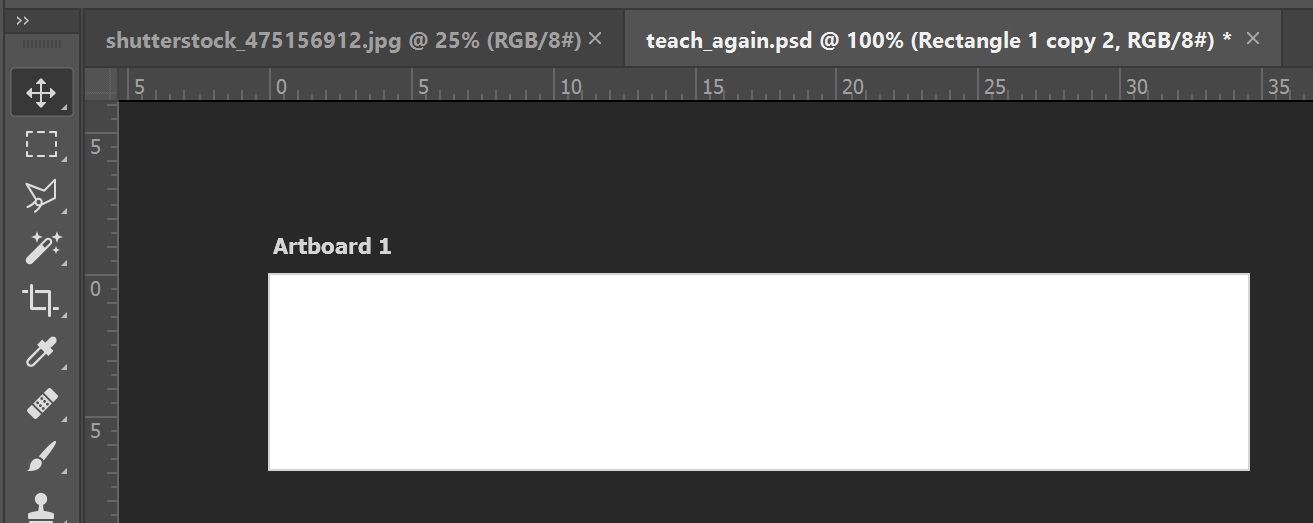 shutterstock_475156912.jpg @ 25% (RGB/8#) ×
teach_again.psd @ 100% (Rectangle 1 copy 2, RGB/8#) * ×
5 0 5 10 15 20 25 30 35
5
Artboard 1
0
5